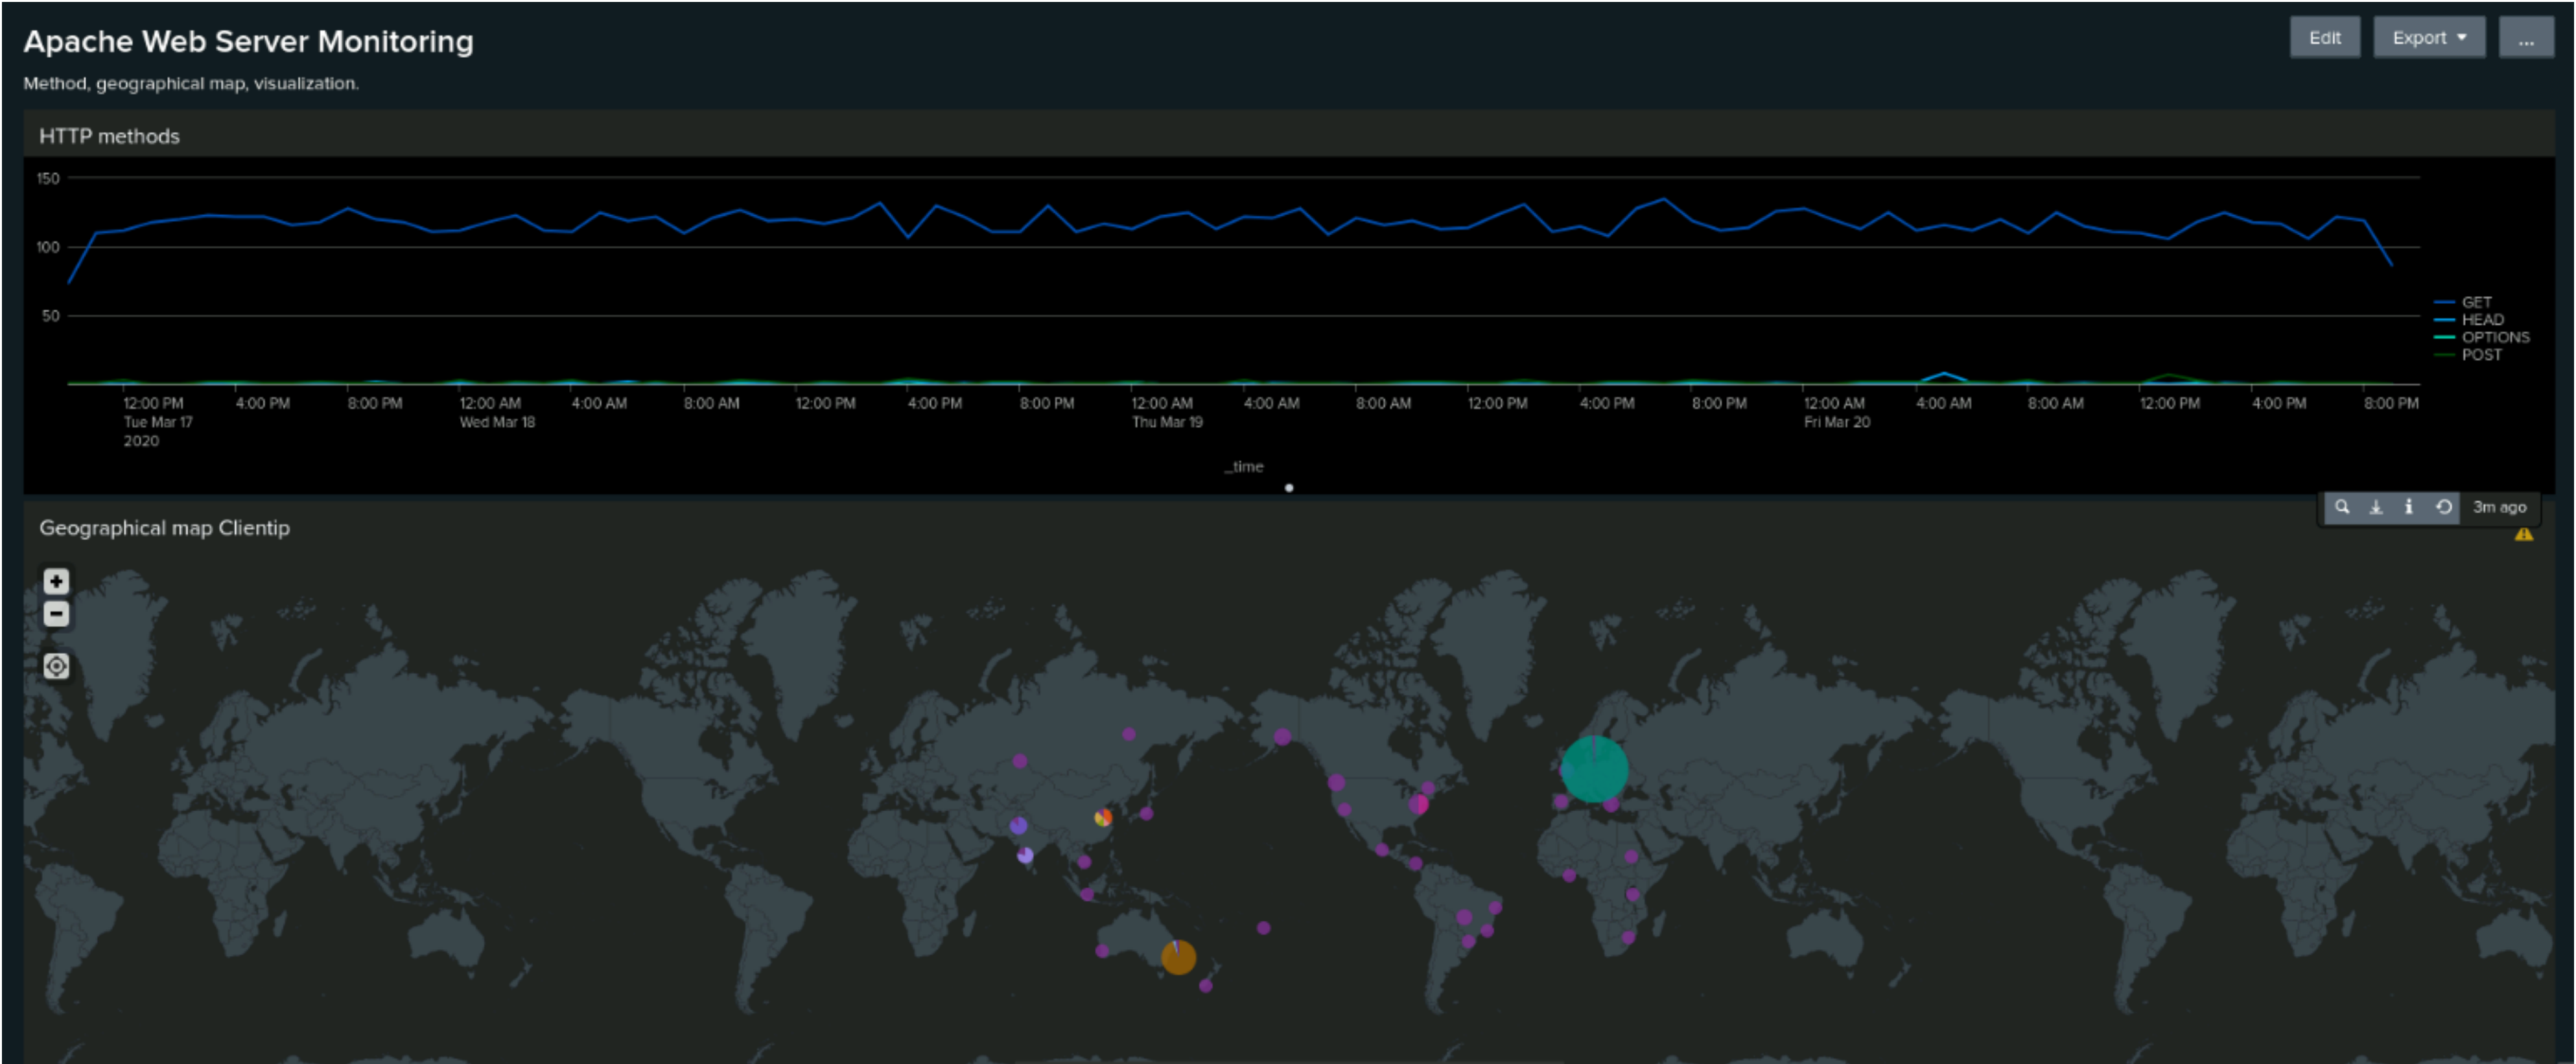 Apache Web Server Monitoring
Edit
Export
...
Method, geographical map, visualization.
HTTP methods
150
100
50
GET
HEAD
OPTIONS
POST
12:00 PM 4:00 PM 8:00 PM 12:00 AM 4:00 AM 8:00 AM 12:00 PM 4:00 PM 8:00 PM 12:00 AM 4:00 AM 8:00 AM 12:00 PM 4:00 PM 8:00 PM 12:00 AM 4:00 AM 8:00 AM 12:00 PM 4:00 PM 8:00 PM
Tue Mar 17 Wed Mar 18 Thu Mar 19 Fri Mar 20
2020
_time
3m ago
Geographical map Clientip